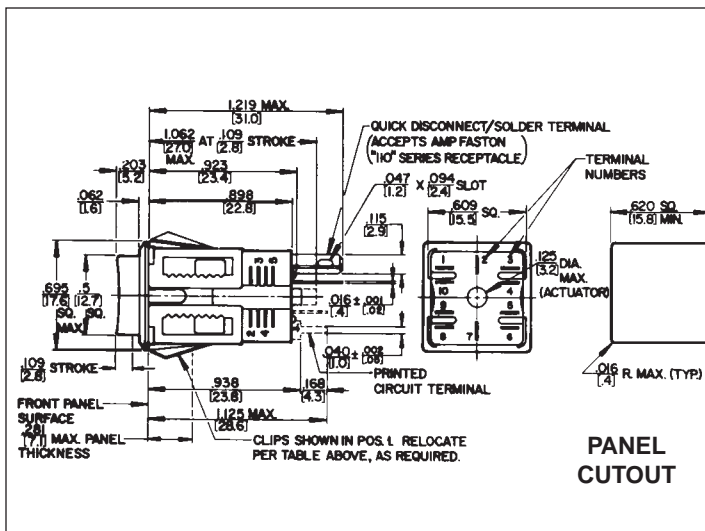 1.219 MAX.
[31.0]
1.062 AT .109 STROKE
[27.0] [2.8]
MAX.
.203
[5.2]
.923
[23.4]
.062
[1.6]
.898
[22.8]
QUICK DISCONNECT/SOLDER TERMINAL
(ACCEPTS AMP FASTON
"110" SERIES RECEPTACLE)
.047 X .094 SLOT
[1.2] [2.4]
.115
[2.9]
TERMINAL
NUMBERS
.609 SQ.
[15.5]
.620 SQ.
[15.8] MIN.
.695
[17.6]
SQ.
MAX.
.5
[12.7]
SQ.
3
5
2
4
.016 ± .001
[.4]
1
2
3
10
4
9
5
8
7
6
.125 DIA.
[3.2] MAX.
(ACTUATOR)
.109 STROKE
[2.8]
.040 ± .002
[1.0]
PRINTED
CIRCUIT TERMINAL
.938
[23.8]
.168
[4.3]
.016 R. MAX. (TYP.)
[.4]
FRONT PANEL
SURFACE
1.125 MAX.
[28.6]
.281 MAX. PANEL
[7.1] THICKNESS
CLIPS SHOWN IN POS. 1. RELOCATE
PER TABLE ABOVE, AS REQUIRED.
PANEL
CUTOUT